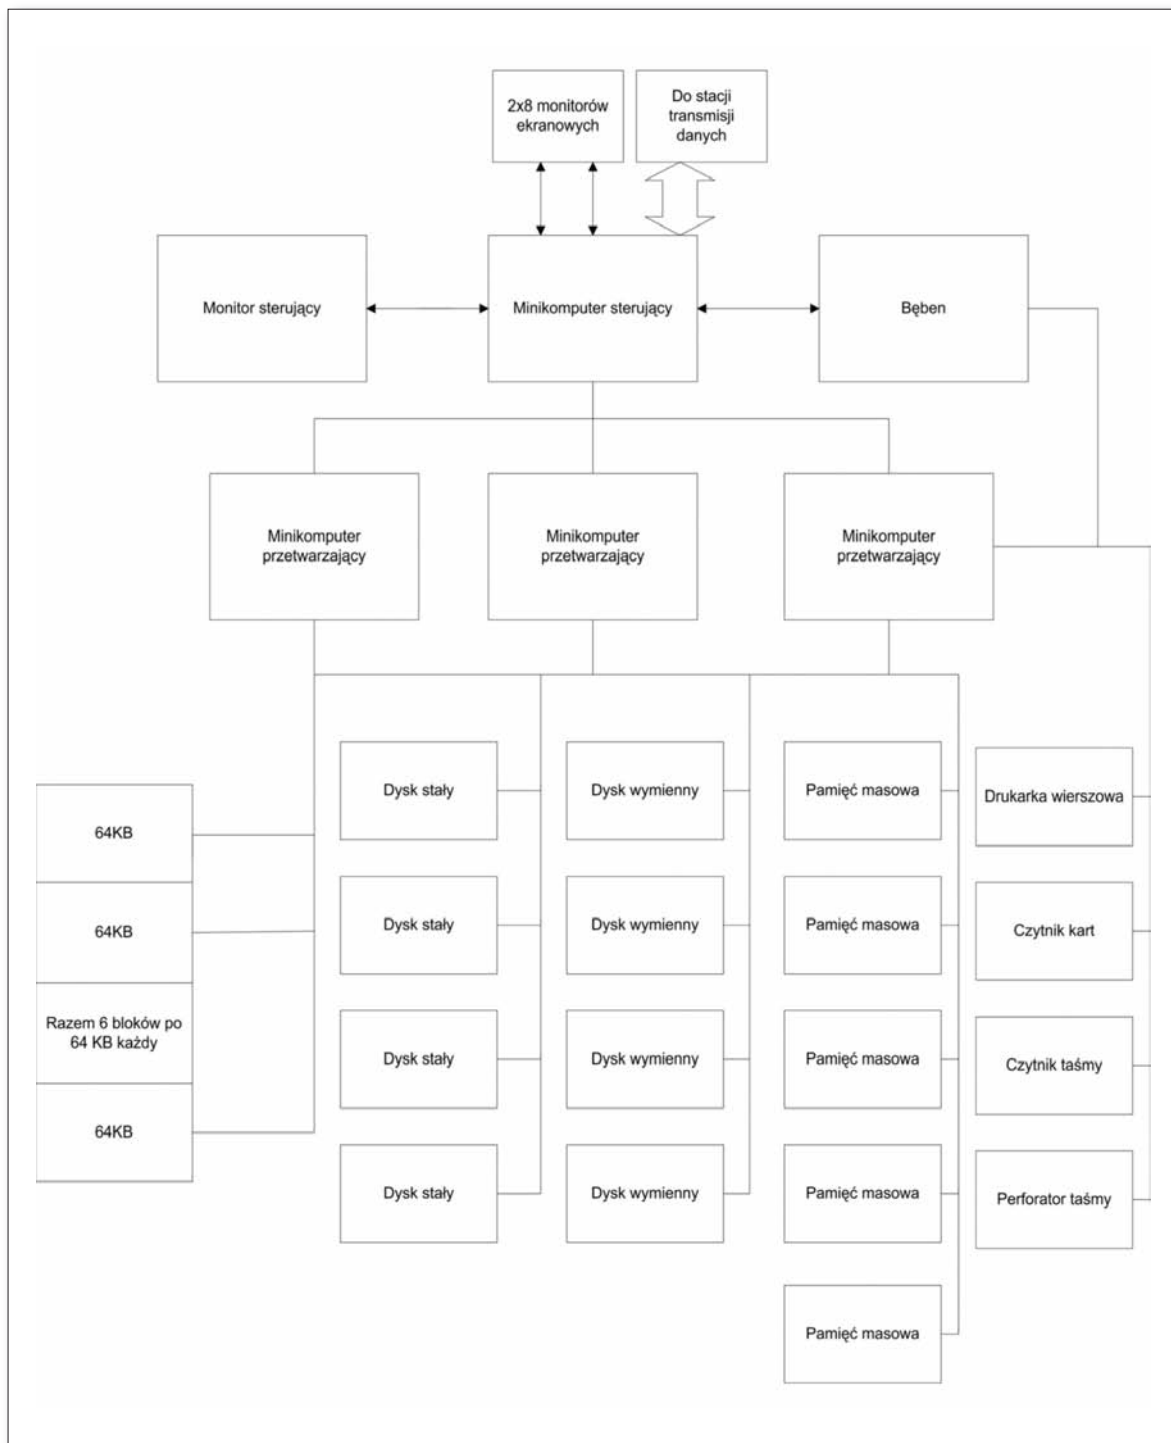 2x8 monitorów
ekranowych
Do stacji
transmisji
danych
Monitor sterujący
Minikomputer sterujący
Bęben
Minikomputer
przetwarzający
Minikomputer
przetwarzający
Minikomputer
przetwarzający
64KB
64KB
Razem 6 bloków po
64 KB każdy
64KB
Dysk stały
Dysk stały
Dysk stały
Dysk stały
Dysk wymienny
Dysk wymienny
Dysk wymienny
Dysk wymienny
Pamięć masowa
Pamięć masowa
Pamięć masowa
Pamięć masowa
Pamięć masowa
Drukarka wierszowa
Czytnik kart
Czytnik taśmy
Perforator taśmy